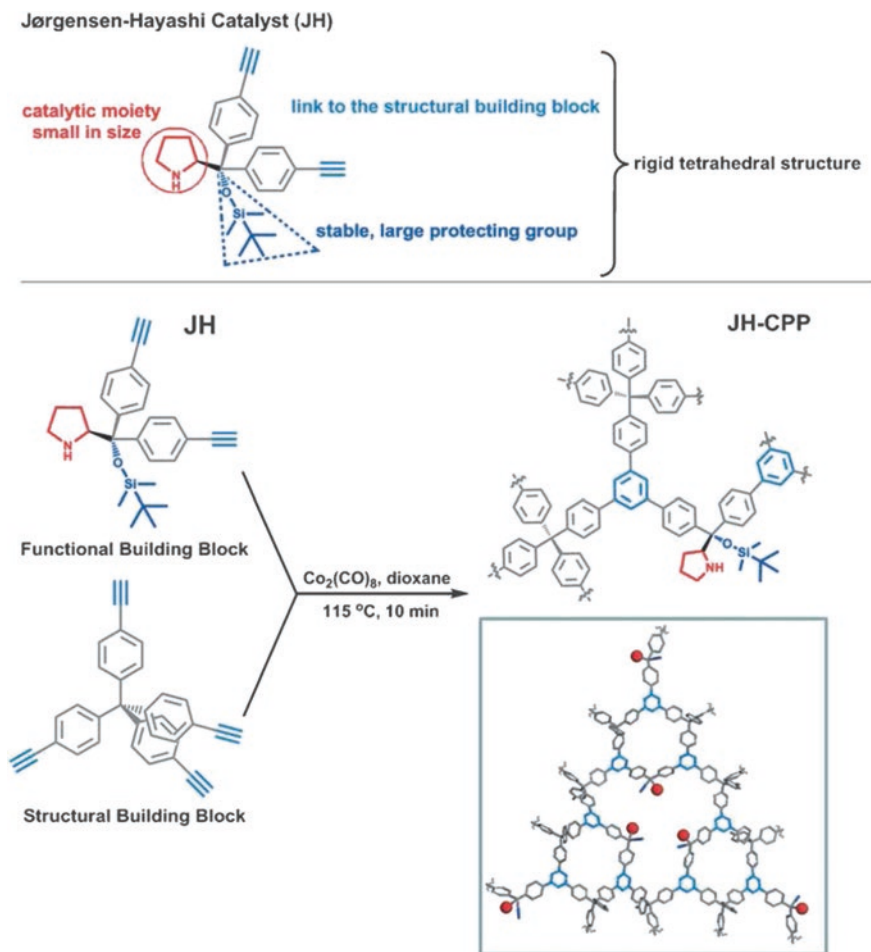 Jørgensen-Hayashi Catalyst (JH)
catalytic moiety
small in size
link to the structural building block
rigid tetrahedral structure
N
H
O
Si
stable, large protecting group
JH
JH-CPP
N
H
O
Si
Functional Building Block
Co2(CO)8, dioxane
115 °C, 10 min
O
Si
NH
Structural Building Block